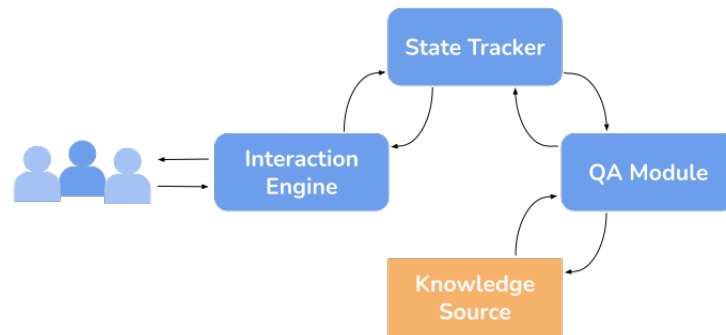 State Tracker
Interaction
Engine
QA Module
Knowledge
Source